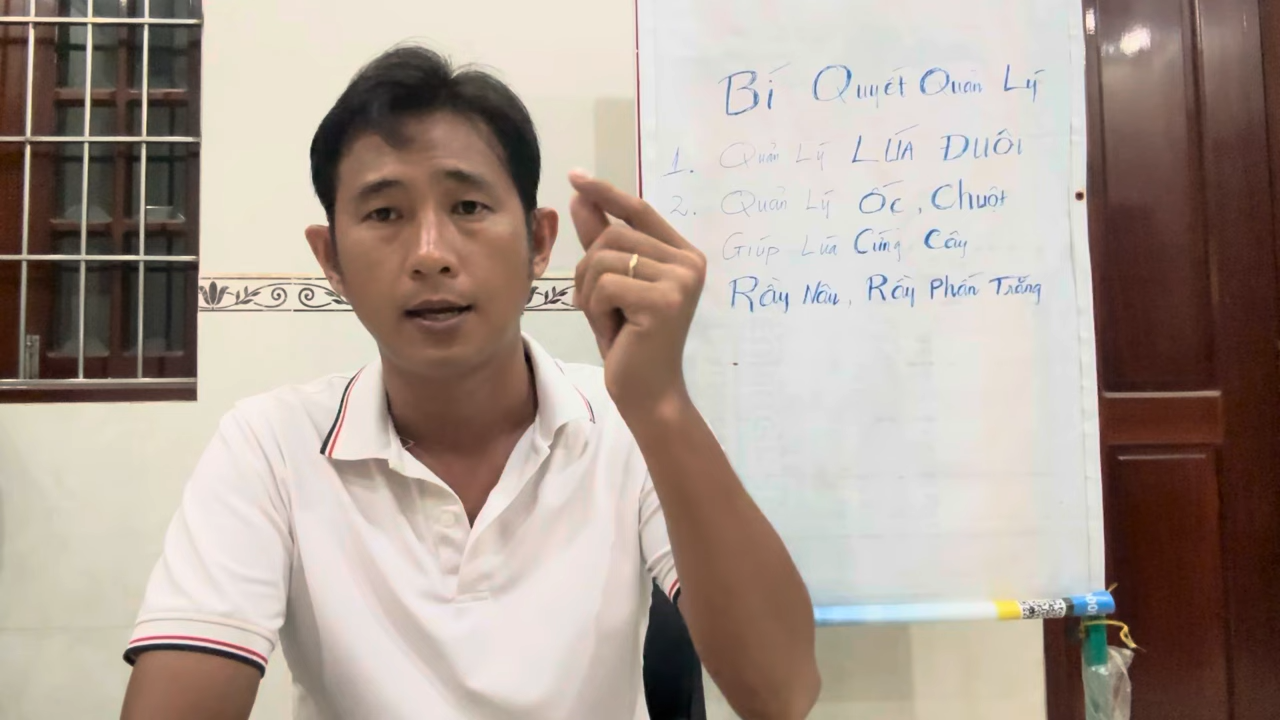 Bí Quyết Quản Lý
1. Quản Lý LÚA ĐUÔI
2. Quản Lý ỐC, Chuột
Giúp Lúa Cứng Cây
Rầy Nâu, Rầy Phấn Trắng